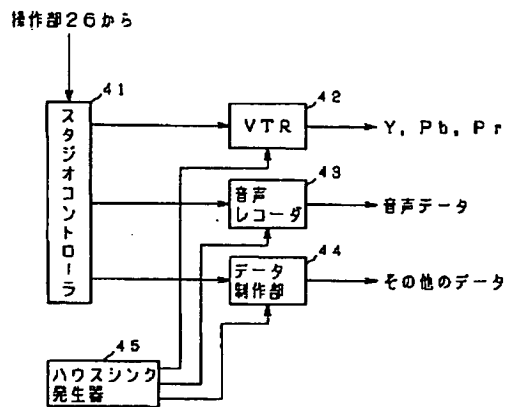 操作部26から
41
スタジオコントローラ
42
VTR
Y, Pb, Pr
43
音声
レコーダ
音声データ
44
データ
制作部
その他のデータ
45
ハウスシンク
発生器